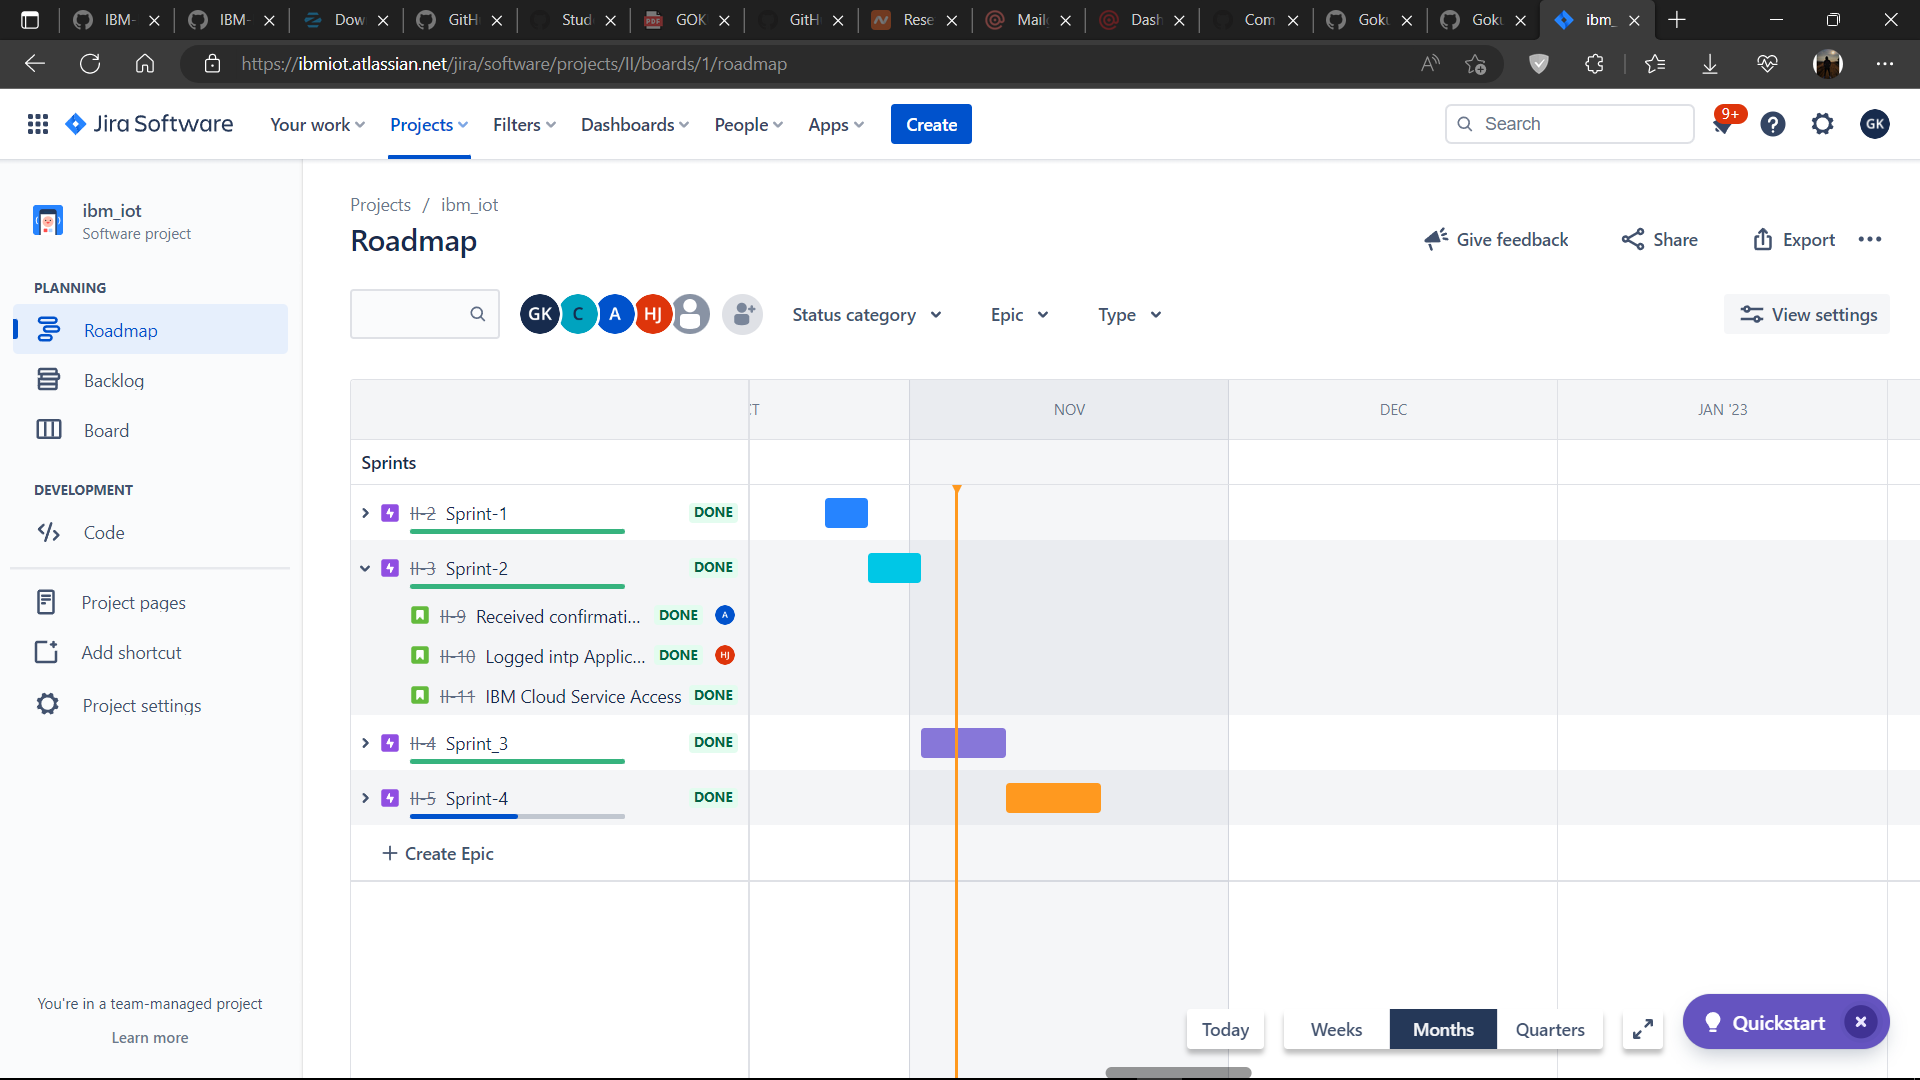 IBM-
IBM-
Dow
GitH
Stud
GOK
GitH
Rese
Mail
Dash
Com
Goku
Goku
ibm_
https://ibmiot.atlassian.net/jira/software/projects/II/boards/1/roadmap
Jira Software
Your work
Projects
Filters
Dashboards
People
Apps
Create
Search
9+
GK
ibm_iot
Software project
PLANNING
Roadmap
Backlog
Board
DEVELOPMENT
Code
Project pages
Add shortcut
Project settings
You're in a team-managed project
Learn more
Projects / ibm_iot
Roadmap
Give feedback
Share
Export
GK C A HJ
Status category
Epic
Type
View settings
NOV
DEC
JAN '23
Sprints
II-2 Sprint-1 DONE
II-3 Sprint-2 DONE
II-9 Received confirmati... DONE A
II-10 Logged intp Applic... DONE HJ
II-11 IBM Cloud Service Access DONE
II-4 Sprint_3 DONE
II-5 Sprint-4 DONE
+ Create Epic
Today
Weeks
Months
Quarters
Quickstart